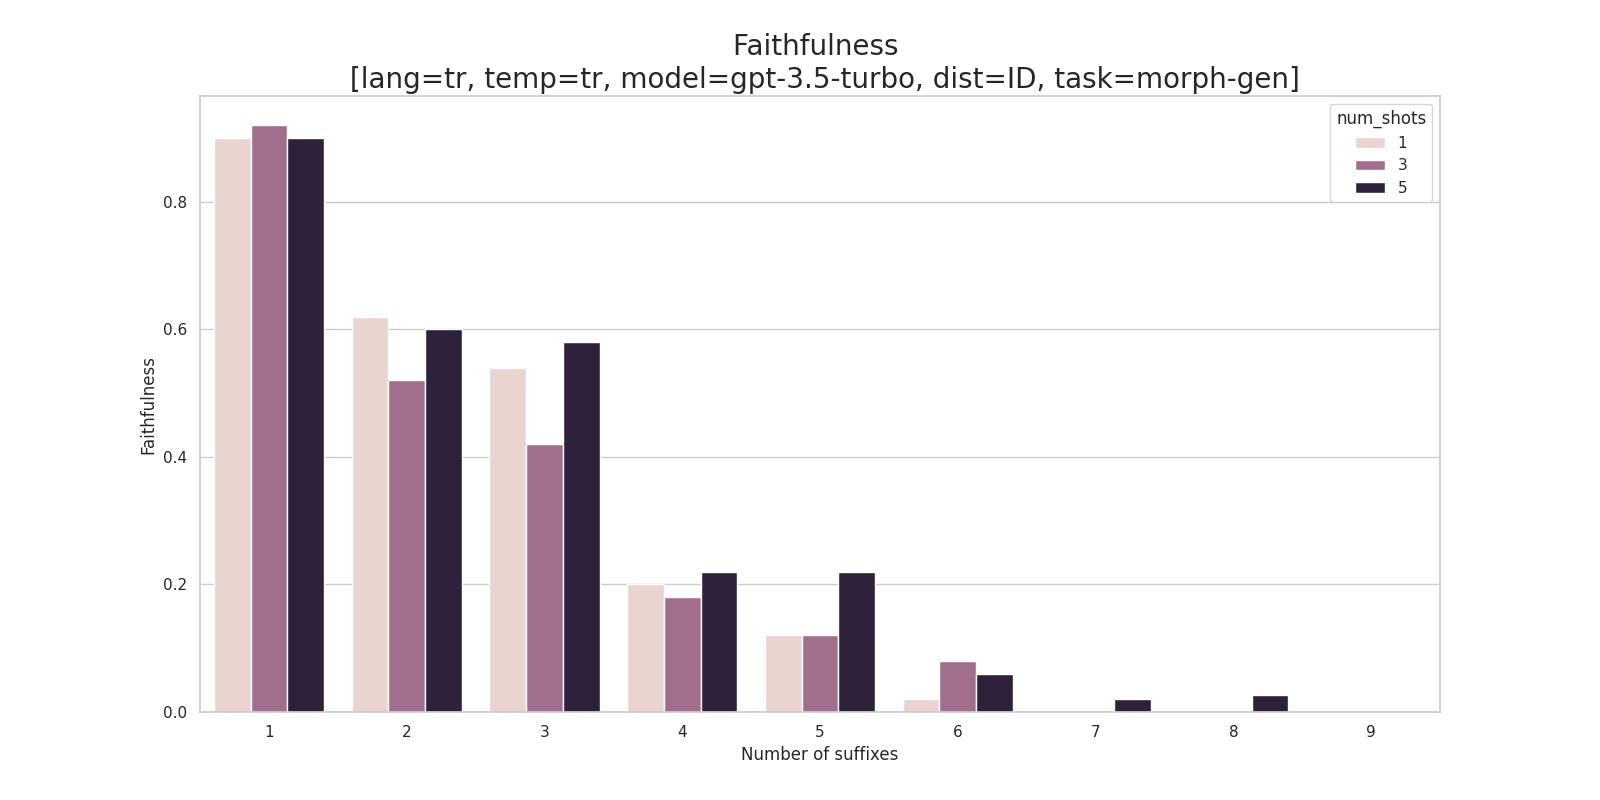 Faithfulness
[lang=tr, temp=tr, model=gpt-3.5-turbo, dist=ID, task=morph-gen]
num_shots
1
3
5
Faithfulness
0.8
0.6
0.4
0.2
0.0
1 2 3 4 5 6 7 8 9
Number of suffixes